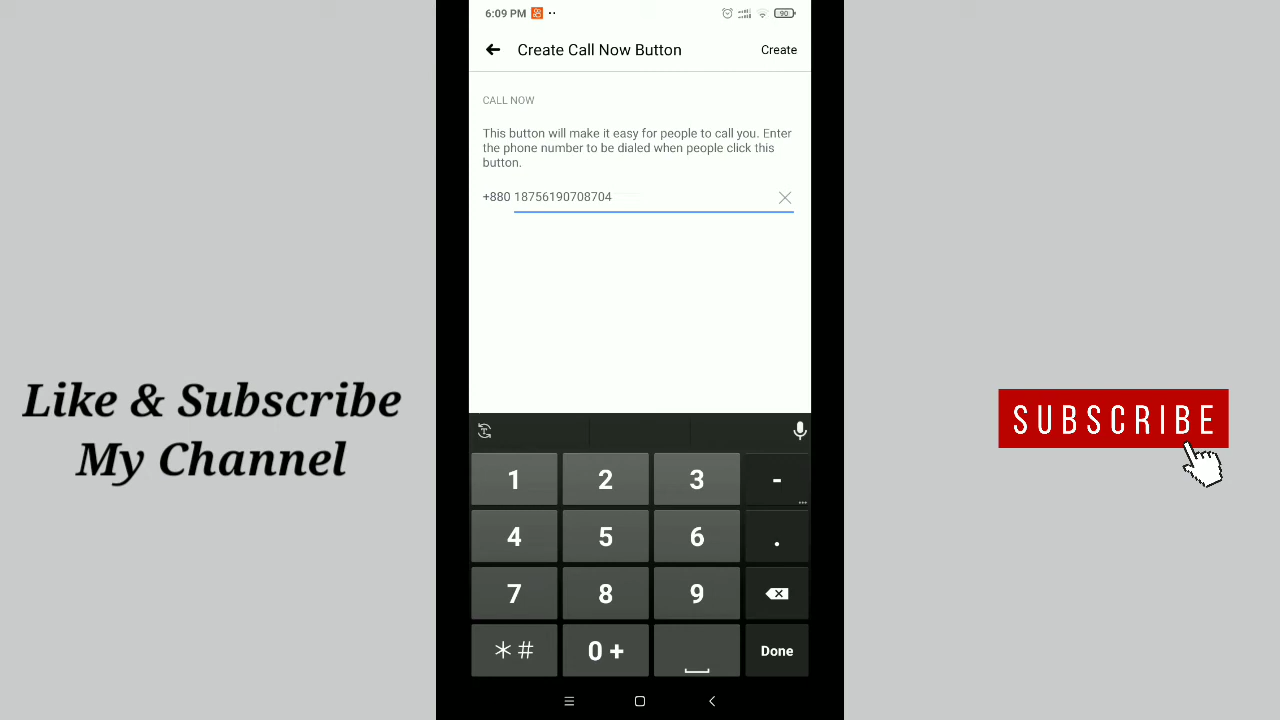 6:09 PM
90
Create Call Now Button
Create
CALL NOW
This button will make it easy for people to call you. Enter
the phone number to be dialed when people click this
button.
+880 18756190708704
Like & Subscribe
My Channel
SUBSCRIBE
1 2 3 -
4 5 6 .
7 8 9
*# 0 +
Done